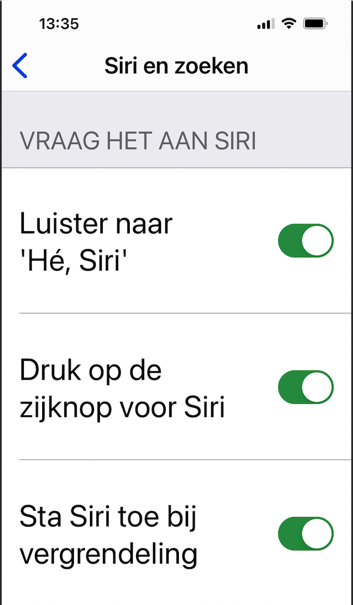 13:35
Siri en zoeken
VRAAG HET AAN SIRI
Luister naar
'Hé, Siri'
Druk op de
zijknop voor Siri
Sta Siri toe bij
vergrendeling